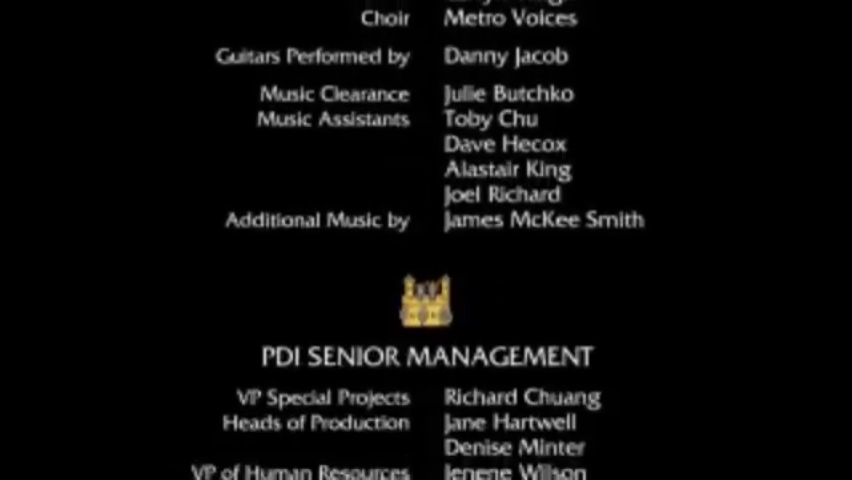 Choir Metro Voices
Guitars Performed by Danny Jacob
Music Clearance Julie Butchko
Music Assistants Toby Chu
Dave Hecox
Alastair King
Joel Richard
Additional Music by James McKee Smith
PDI SENIOR MANAGEMENT
VP Special Projects Richard Chuang
Heads of Production Jane Hartwell
Denise Minter
VP of Human Resources Jenene Wilson